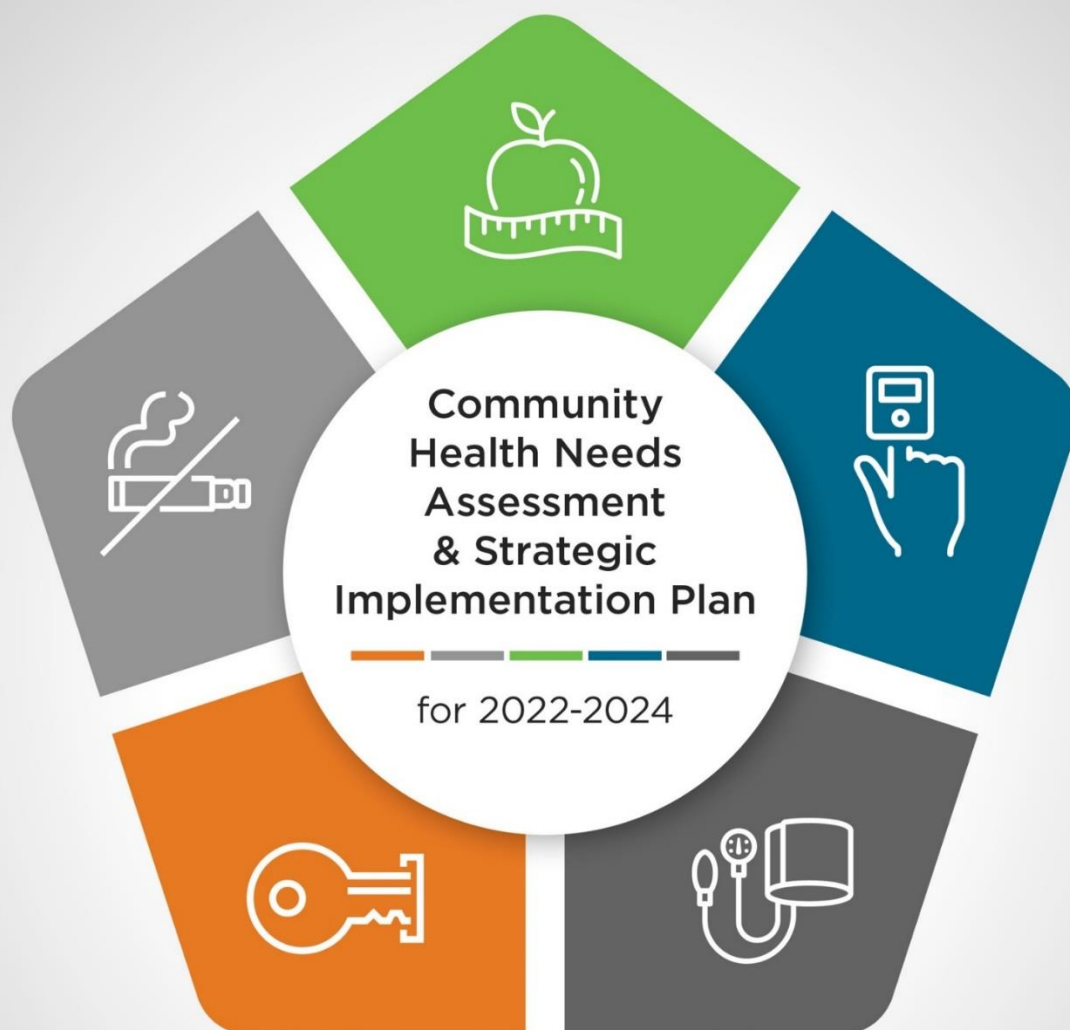 Community
Health Needs
Assessment
& Strategic
Implementation Plan
for 2022-2024